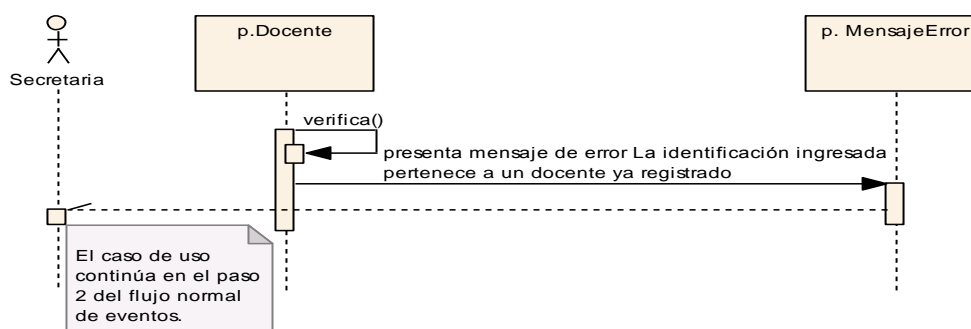 p.Docente
p. MensajeError
Secretaria
verifica()
presenta mensaje de error La identificación ingresada
pertenece a un docente ya registrado
El caso de uso
continúa en el paso
2 del flujo normal
de eventos.